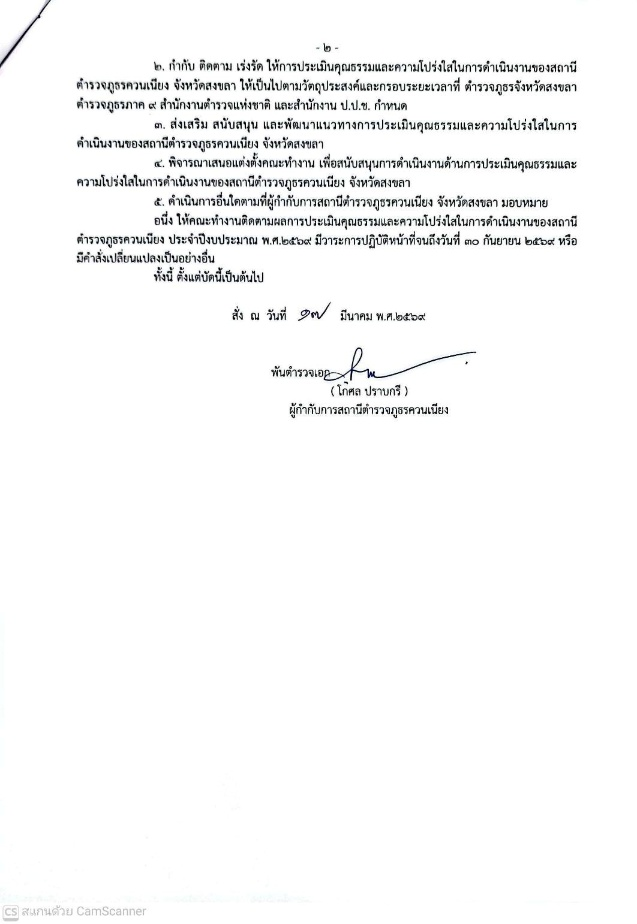 - ๒ -
๒. กำกับ ติดตาม เร่งรัด ให้การประเมินคุณธรรมและความโปร่งใสในการดำเนินงานของสถานี
ตำรวจภูธรควนเนียง จังหวัดสงขลา ให้เป็นไปตามวัตถุประสงค์และกรอบระยะเวลาที่ ตำรวจภูธรจังหวัดสงขลา
ตำรวจภูธรภาค ๙ สำนักงานตำรวจแห่งชาติ และสำนักงาน ป.ป.ช. กำหนด
๓. ส่งเสริม สนับสนุน และพัฒนาแนวทางการประเมินคุณธรรมและความโปร่งใสในการ
ดำเนินงานของสถานีตำรวจภูธรควนเนียง จังหวัดสงขลา
๔. พิจารณาเสนอแต่งตั้งคณะทำงาน เพื่อสนับสนุนการดำเนินงานด้านการประเมินคุณธรรมและ
ความโปร่งใสในการดำเนินงานของสถานีตำรวจภูธรควนเนียง จังหวัดสงขลา
๕. ดำเนินการอื่นใดตามที่ผู้กำกับการสถานีตำรวจภูธรควนเนียง จังหวัดสงขลา มอบหมาย
อนึ่ง ให้คณะทำงานติดตามผลการประเมินคุณธรรมและความโปร่งใสในการดำเนินงานของสถานี
ตำรวจภูธรควนเนียง ประจำปีงบประมาณ พ.ศ.๒๕๖๙ มีวาระการปฏิบัติหน้าที่จนถึงวันที่ ๓๐ กันยายน ๒๕๖๙ หรือ
มีคำสั่งเปลี่ยนแปลงเป็นอย่างอื่น
ทั้งนี้ ตั้งแต่บัดนี้เป็นต้นไป
สั่ง ณ วันที่ ๑๗ มีนาคม พ.ศ.๒๕๖๙
พันตำรวจเอก
( โกศล ปราบกรี )
ผู้กำกับการสถานีตำรวจภูธรควนเนียง
CS สแกนด้วย CamScanner